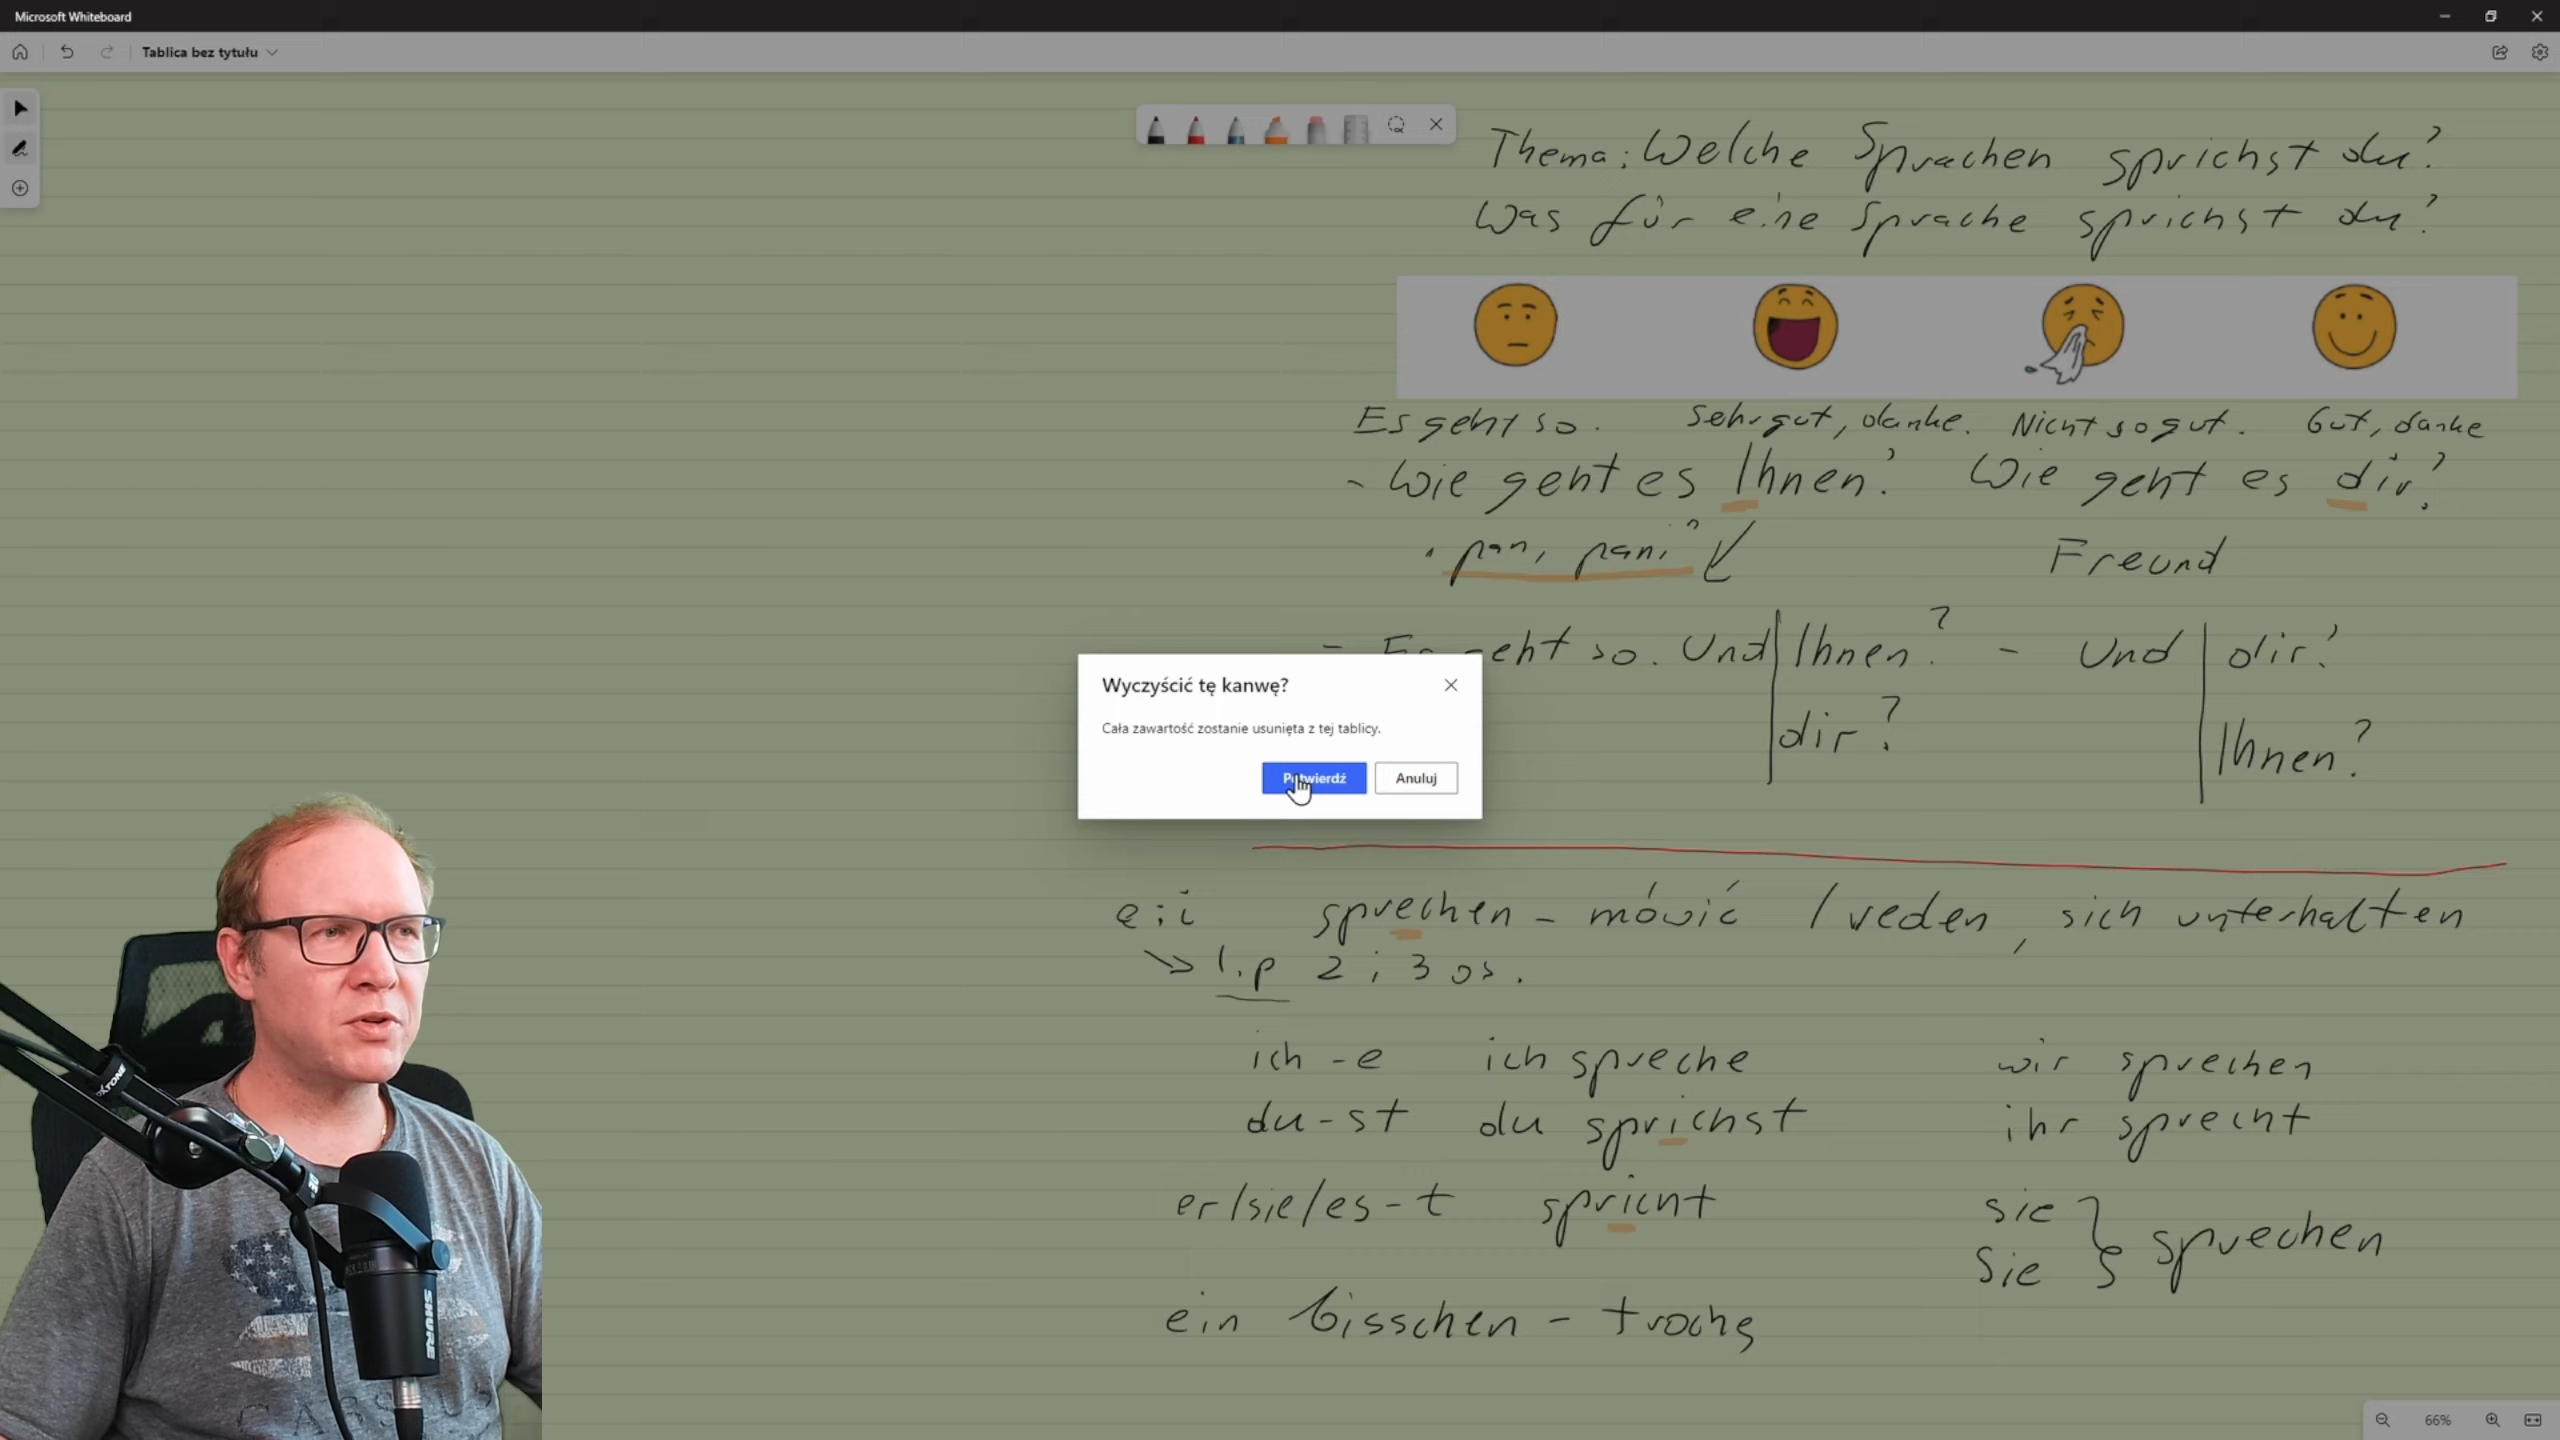 Microsoft Whiteboard
Tablica bez tytułu
Thema: Welche Sprachen sprichst du?
Was für eine Sprache sprichst du?
Es geht so. Sehr gut, danke. Nicht so gut. Gut, danke
- Wie geht es Ihnen? Wie geht es dir?
pan, pani Freund
- Es geht so. Und Ihnen? - Und dir?
dir? Ihnen?
Wyczyścić tę kanwę?
Cała zawartość zostanie usunięta z tej tablicy.
Potwierdź Anuluj
e:i sprechen - mówić / reden, sich unterhalten
l.p 2 i 3 os.
ich -e ich spreche wir sprechen
du -st du sprichst ihr sprecht
er/sie/es -t spricht sie
Sie sprechen
ein bisschen - trochę
SHURE
66%